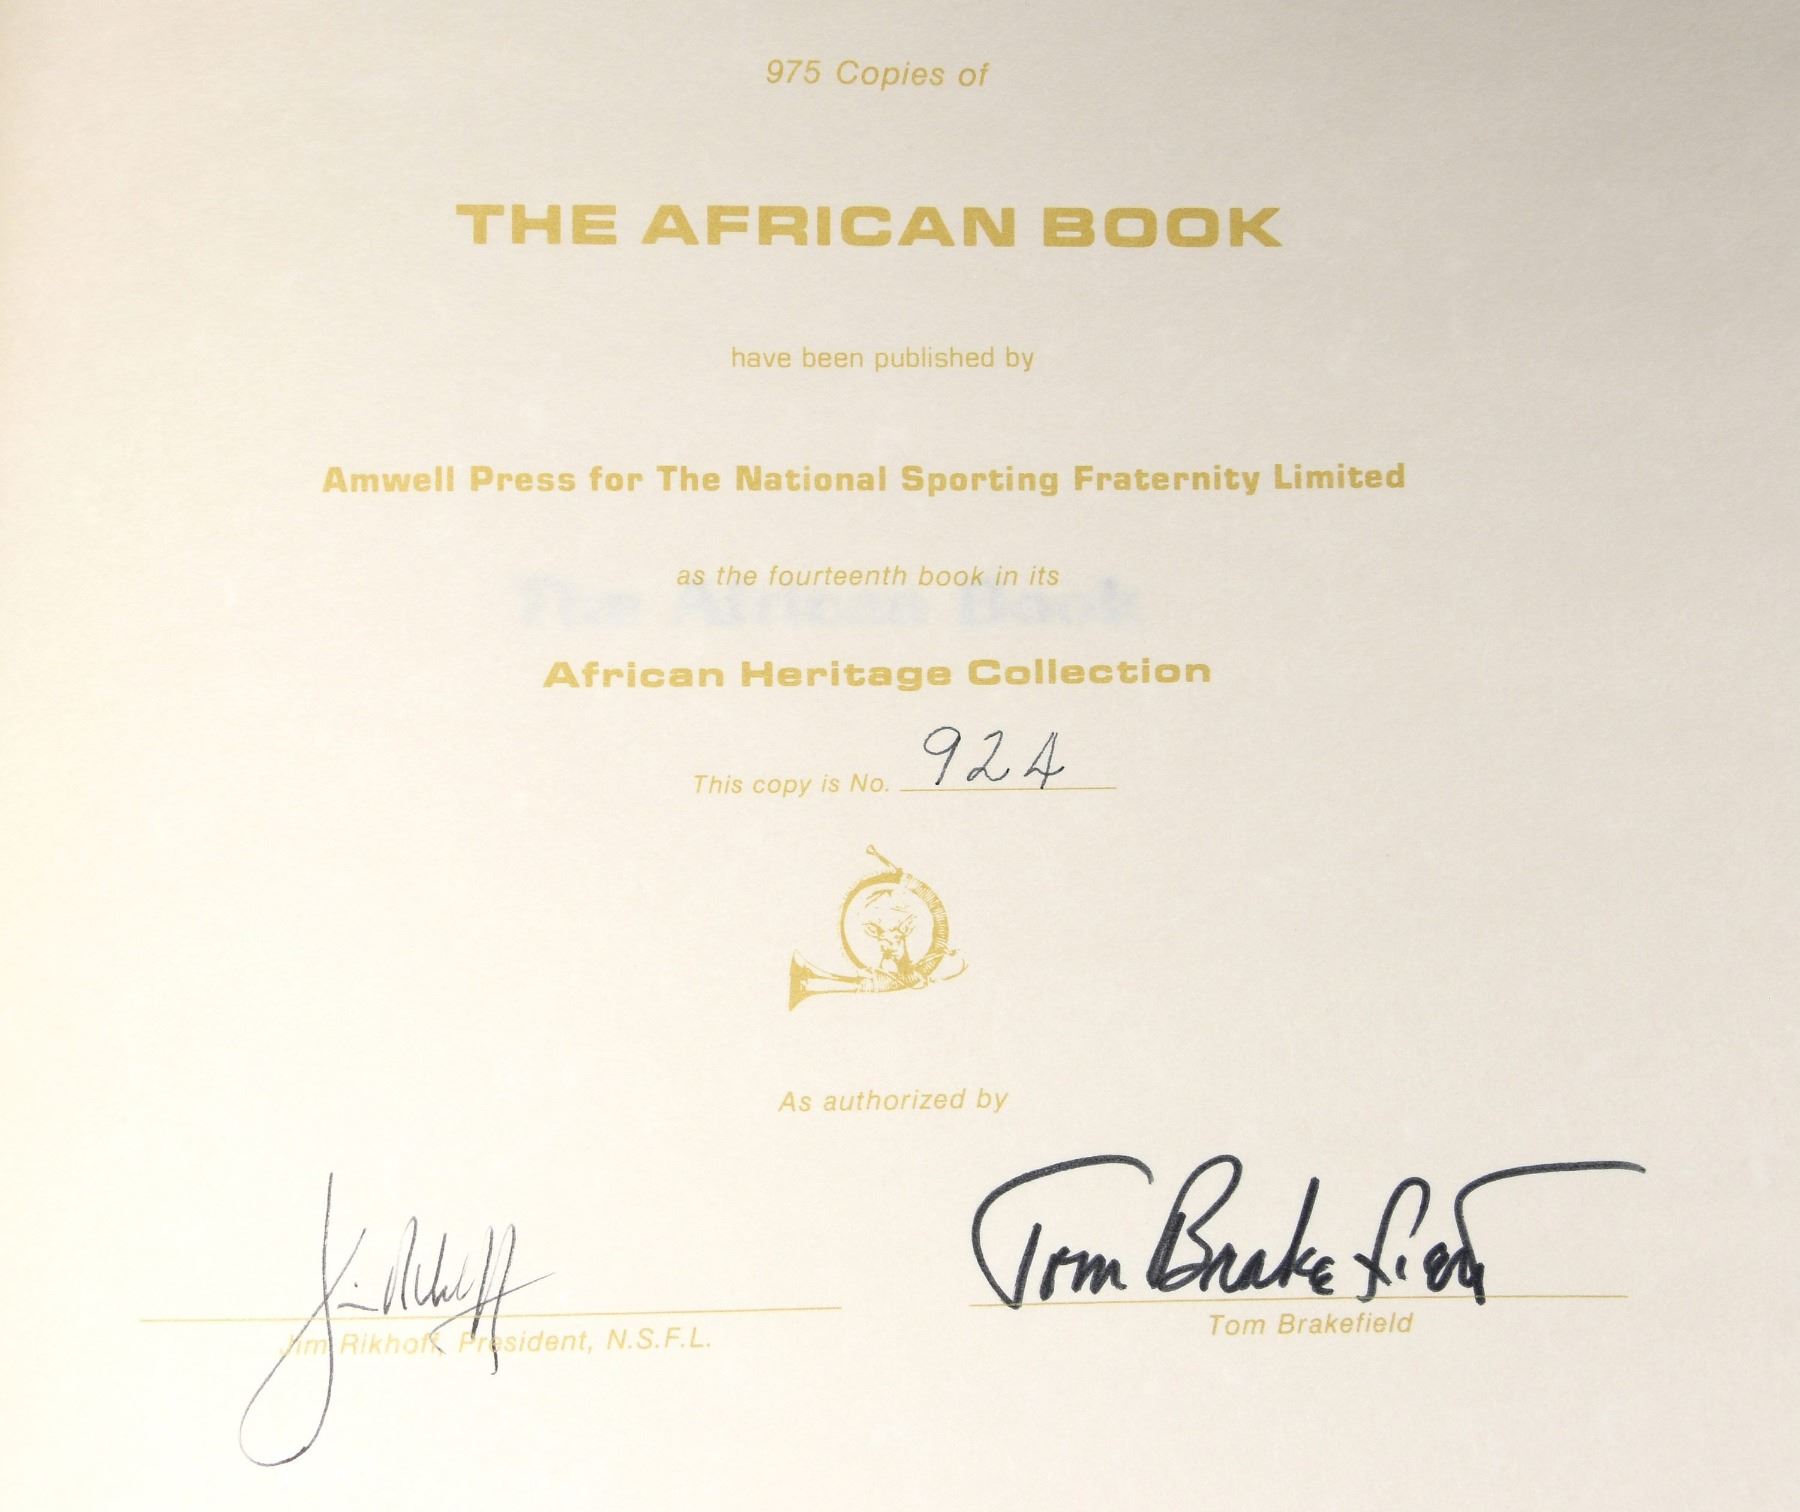 975 Copies of
THE AFRICAN BOOK
have been published by
Amwell Press for The National Sporting Fraternity Limited
as the fourteenth book in its
The African Book
African Heritage Collection
This copy is No. 924
As authorized by
Jim Rikhoff
Tom Brakefield
Jim Rikhoff, President, N.S.F.L.
Tom Brakefield